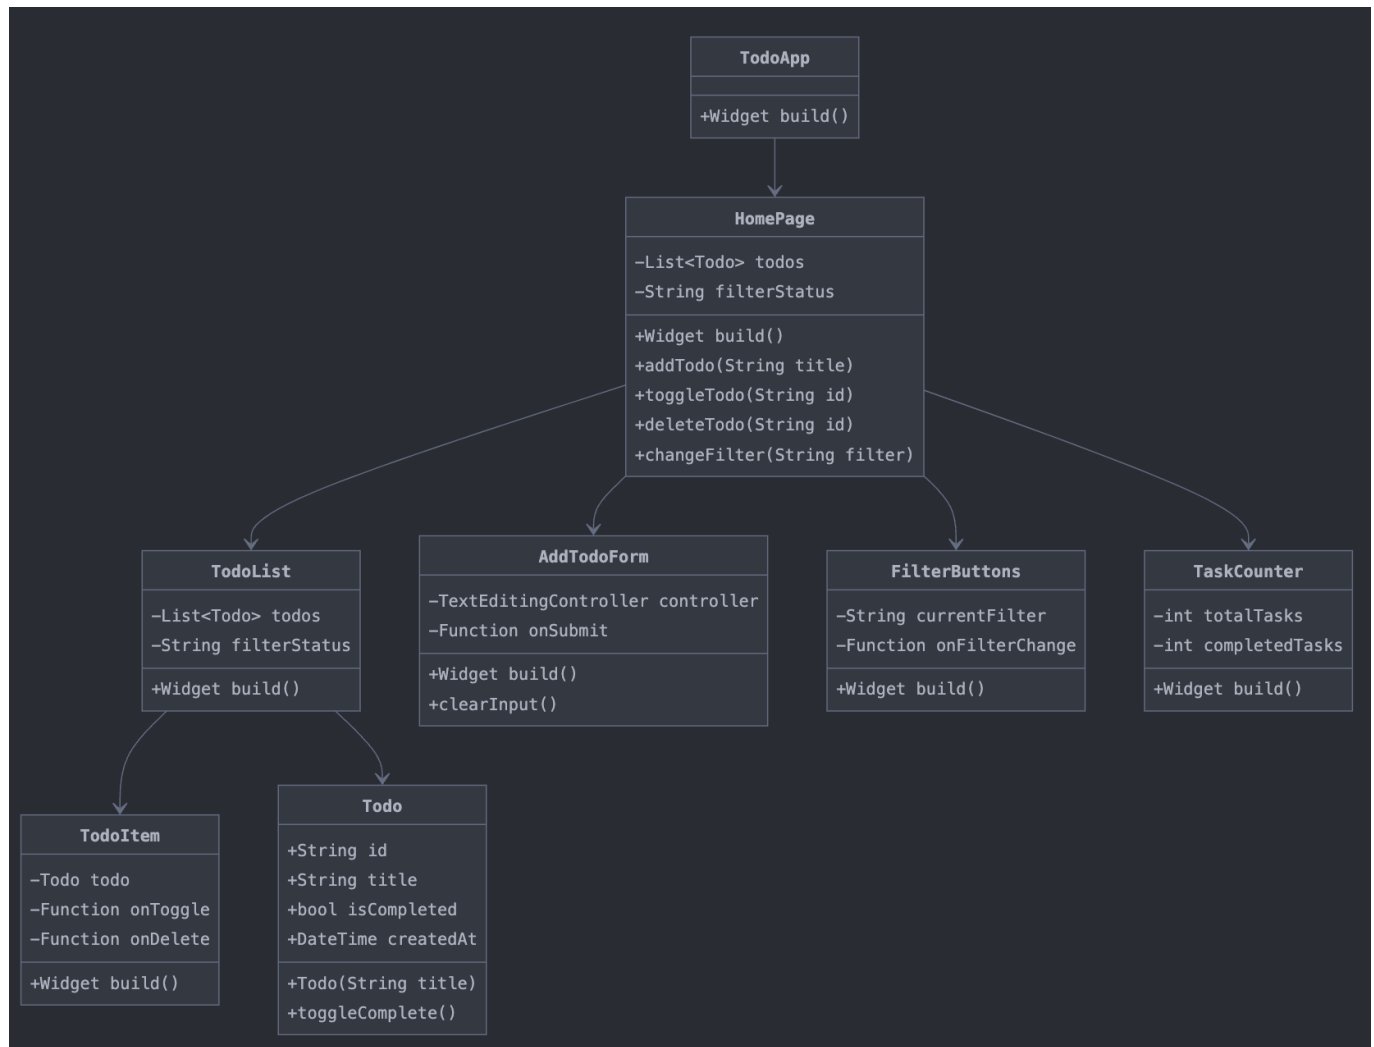 TodoApp
+Widget build()
HomePage
-List<Todo> todos
-String filterStatus
+Widget build()
+addTodo(String title)
+toggleTodo(String id)
+deleteTodo(String id)
+changeFilter(String filter)
TodoList
-List<Todo> todos
-String filterStatus
+Widget build()
AddTodoForm
-TextEditingController controller
-Function onSubmit
+Widget build()
+clearInput()
FilterButtons
-String currentFilter
-Function onFilterChange
+Widget build()
TaskCounter
-int totalTasks
-int completedTasks
+Widget build()
TodoItem
-Todo todo
-Function onToggle
-Function onDelete
+Widget build()
Todo
+String id
+String title
+bool isCompleted
+DateTime createdAt
+Todo(String title)
+toggleComplete()